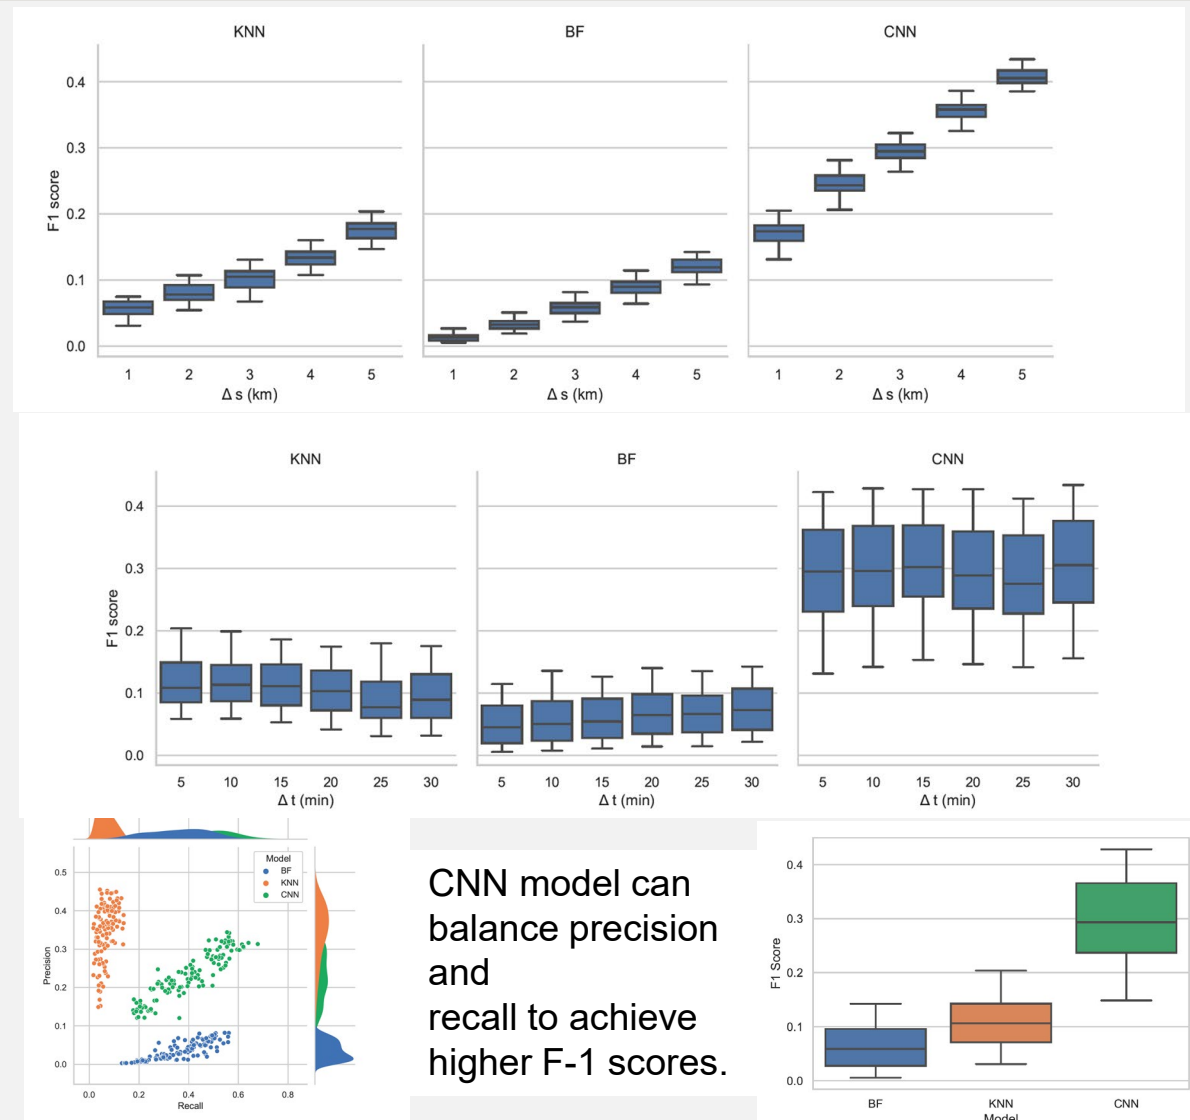 KNN BF CNN
F1 score
0.4
0.3
0.2
0.1
0.0
1 2 3 4 5 1 2 3 4 5 1 2 3 4 5
Δ s (km) Δ s (km) Δ s (km)
KNN BF CNN
F1 score
0.4
0.3
0.2
0.1
0.0
5 10 15 20 25 30 5 10 15 20 25 30 5 10 15 20 25 30
Δ t (min) Δ t (min) Δ t (min)
Model
BF
KNN
CNN
Precision
0.5
0.4
0.3
0.2
0.1
0.0
0.0 0.2 0.4 0.6 0.8
Recall
CNN model can
balance precision
and
recall to achieve
higher F-1 scores.
F1 Score
0.4
0.3
0.2
0.1
0.0
BF KNN CNN
Model